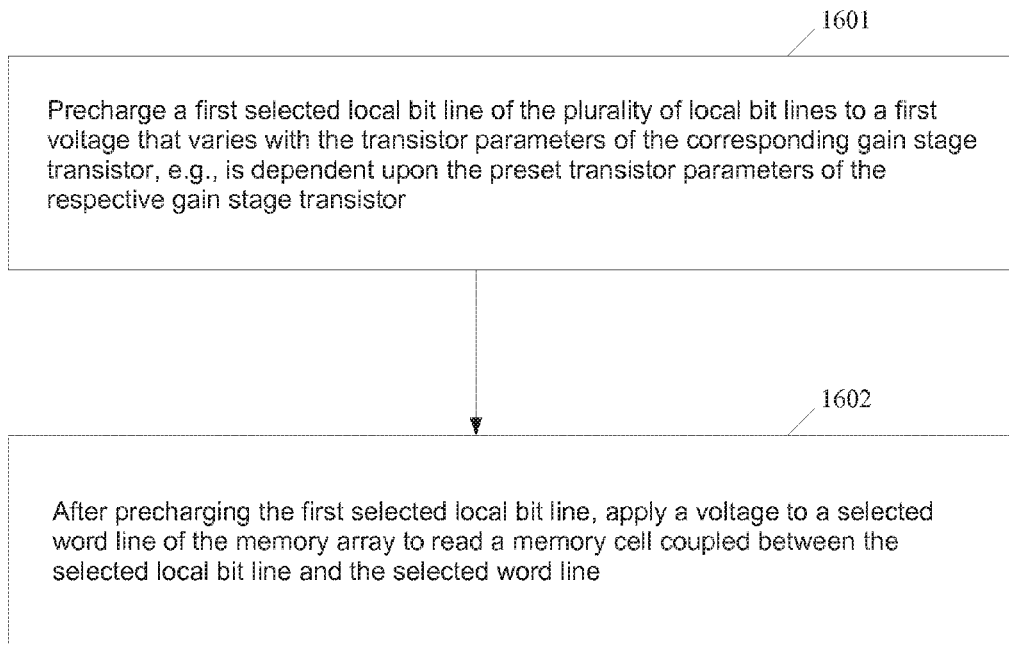 1601
Precharge a first selected local bit line of the plurality of local bit lines to a first
voltage that varies with the transistor parameters of the corresponding gain stage
transistor, e.g., is dependent upon the preset transistor parameters of the
respective gain stage transistor
1602
After precharging the first selected local bit line, apply a voltage to a selected
word line of the memory array to read a memory cell coupled between the
selected local bit line and the selected word line